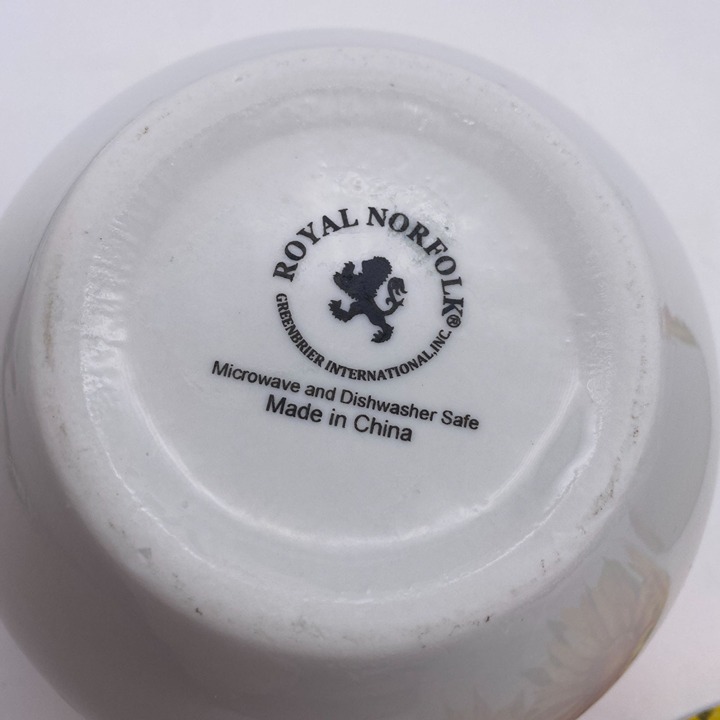 ROYAL NORFOLK®
GREENBRIER INTERNATIONAL, INC.
Microwave and Dishwasher Safe
Made in China